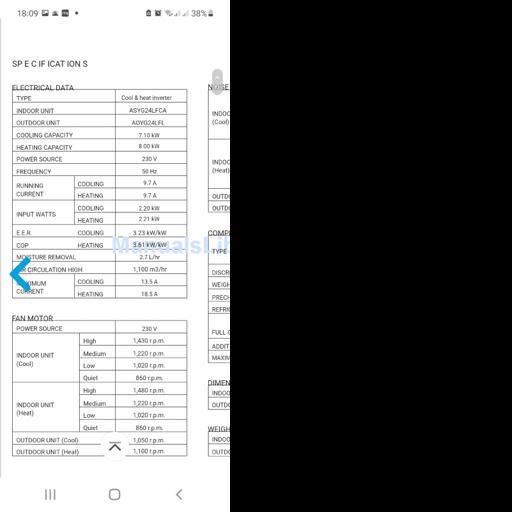 18:09
38%
SP E C IF ICAT ION S
ELECTRICAL DATA
TYPE Cool & heat inverter
INDOOR UNIT ASYG24LFCA
OUTDOOR UNIT AOYG24LFL
COOLING CAPACITY 7.10 kW
HEATING CAPACITY 8.00 kW
POWER SOURCE 230 V
FREQUENCY 50 Hz
RUNNING CURRENT COOLING 9.7 A
HEATING 9.7 A
INPUT WATTS COOLING 2.20 kW
HEATING 2.21 kW
E.E.R. COOLING 3.23 kW/kW
COP HEATING 3.61 kW/kW
MOISTURE REMOVAL 2.7 L/hr
CIRCULATION HIGH 1,100 m3/hr
CURRENT COOLING 13.5 A
HEATING 18.5 A
FAN MOTOR
POWER SOURCE 230 V
INDOOR UNIT (Cool) High 1,430 r.p.m.
Medium 1,220 r.p.m.
Low 1,020 r.p.m.
Quiet 860 r.p.m.
INDOOR UNIT (Heat) High 1,480 r.p.m.
Medium 1,220 r.p.m.
Low 1,020 r.p.m.
Quiet 860 r.p.m.
OUTDOOR UNIT (Cool) 1,050 r.p.m.
OUTDOOR UNIT (Heat) 1,100 r.p.m.
NOISE
INDOO
(Cool)
INDOO
(Heat)
OUTDO
OUTDO
COMPR
TYPE
DISCR
WEIGH
PRECH
REFRIC
FULL C
ADDIT
MAXIM
DIMEN
INDOO
OUTDO
WEIGH
INDOO
OUTDO
ManualsLib